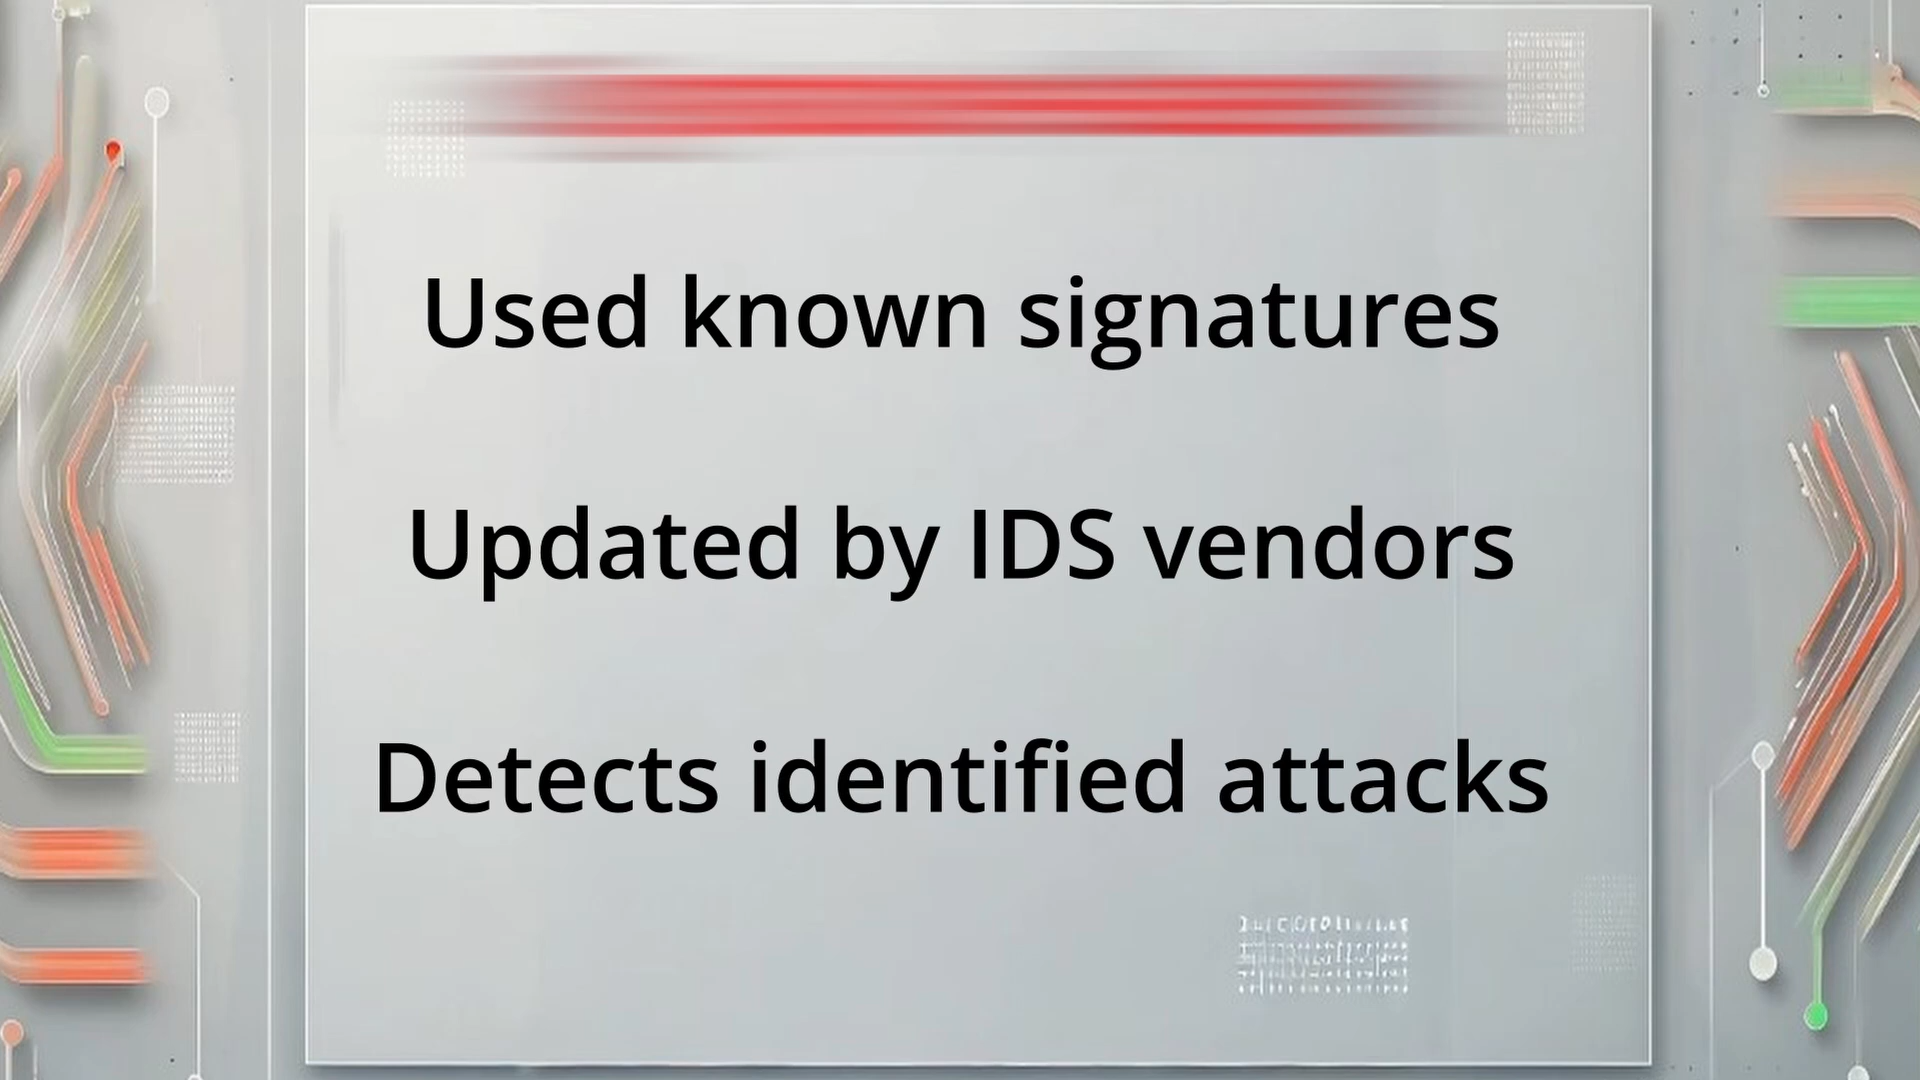 Used known signatures
Updated by IDS vendors
Detects identified attacks